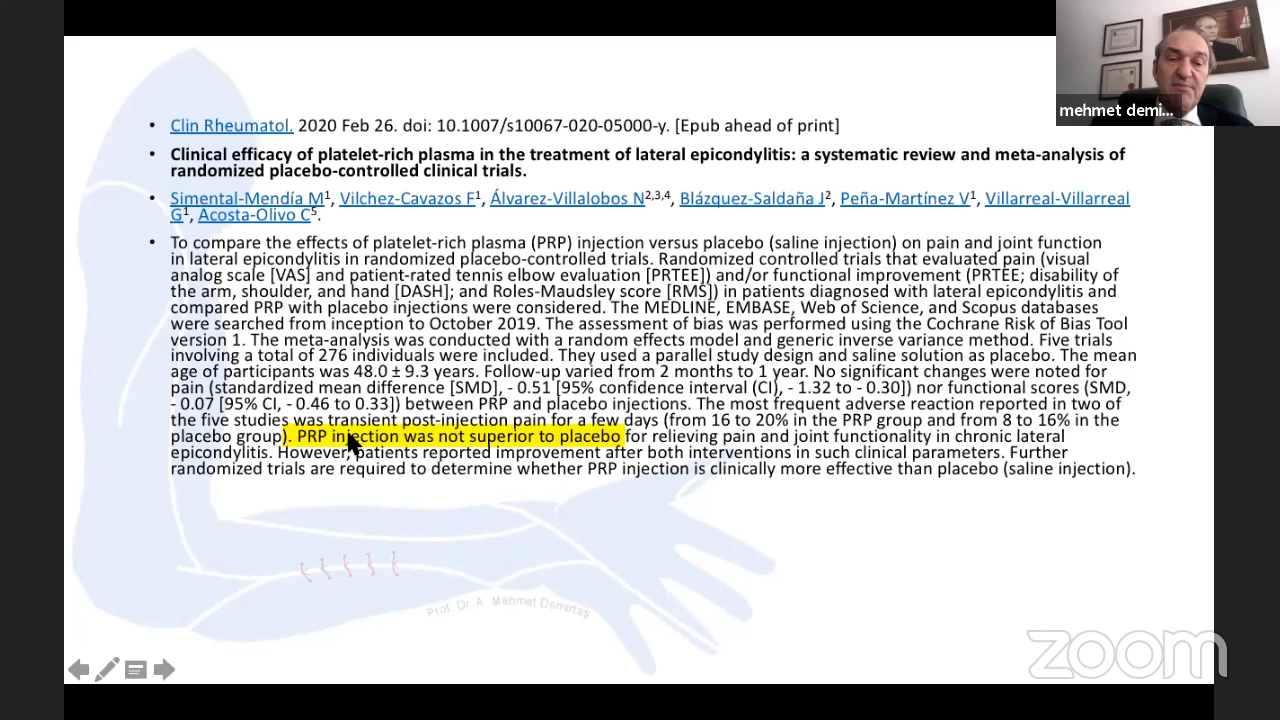 mehmet demi...
• Clin Rheumatol. 2020 Feb 26. doi: 10.1007/s10067-020-05000-y. [Epub ahead of print]
• Clinical efficacy of platelet-rich plasma in the treatment of lateral epicondylitis: a systematic review and meta-analysis of
randomized placebo-controlled clinical trials.
• Simental-Mendía M1, Vilchez-Cavazos F1, Álvarez-Villalobos N2,3,4, Blázquez-Saldaña J2, Peña-Martínez V1, Villarreal-Villarreal
G1, Acosta-Olivo C5.
• To compare the effects of platelet-rich plasma (PRP) injection versus placebo (saline injection) on pain and joint function
in lateral epicondylitis in randomized placebo-controlled trials. Randomized controlled trials that evaluated pain (visual
analog scale [VAS] and patient-rated tennis elbow evaluation [PRTEE]) and/or functional improvement (PRTEE; disability of
the arm, shoulder, and hand [DASH]; and Roles-Maudsley score [RMS]) in patients diagnosed with lateral epicondylitis and
compared PRP with placebo injections were considered. The MEDLINE, EMBASE, Web of Science, and Scopus databases
were searched from inception to October 2019. The assessment of bias was performed using the Cochrane Risk of Bias Tool
version 1. The meta-analysis was conducted with a random effects model and generic inverse variance method. Five trials
involving a total of 276 individuals were included. They used a parallel study design and saline solution as placebo. The mean
age of participants was 48.0 ± 9.3 years. Follow-up varied from 2 months to 1 year. No significant changes were noted for
pain (standardized mean difference [SMD], - 0.51 [95% confidence interval (CI), - 1.32 to - 0.30]) nor functional scores (SMD,
- 0.07 [95% CI, - 0.46 to 0.33]) between PRP and placebo injections. The most frequent adverse reaction reported in two of
the five studies was transient post-injection pain for a few days (from 16 to 20% in the PRP group and from 8 to 16% in the
placebo group). PRP injection was not superior to placebo for relieving pain and joint functionality in chronic lateral
epicondylitis. However, patients reported improvement after both interventions in such clinical parameters. Further
randomized trials are required to determine whether PRP injection is clinically more effective than placebo (saline injection).
Prof. Dr. A. Mehmet Demirtaş
zoom